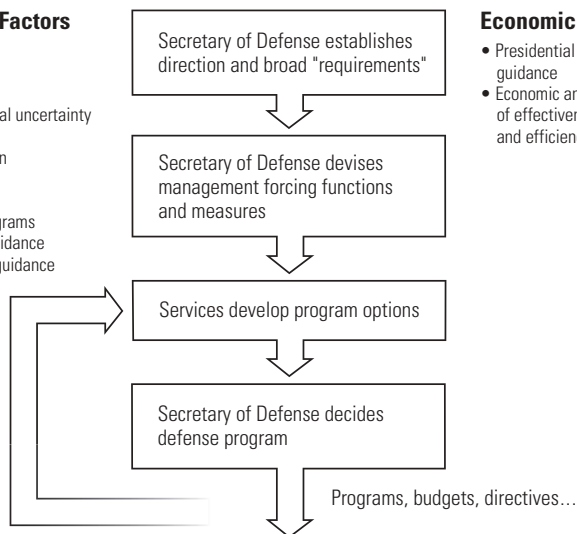 Factors
al uncertainty
n
grams
idance
guidance
Secretary of Defense establishes
direction and broad "requirements"
Economic
• Presidential
guidance
• Economic an
of effectiven
and efficien
Secretary of Defense devises
management forcing functions
and measures
Services develop program options
Secretary of Defense decides
defense program
Programs, budgets, directives…